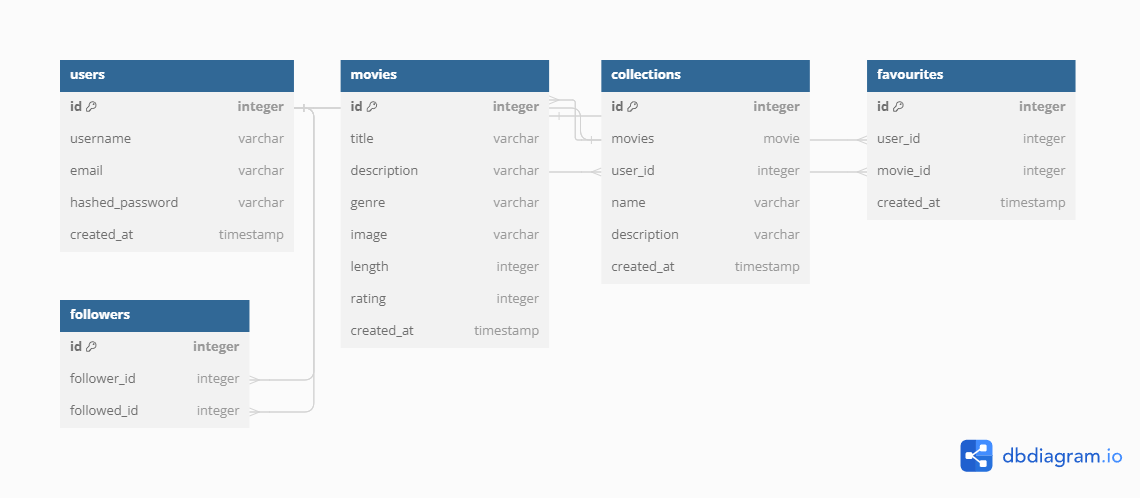 users
id integer
username varchar
email varchar
hashed_password varchar
created_at timestamp
followers
id integer
follower_id integer
followed_id integer
movies
id integer
title varchar
description varchar
genre varchar
image varchar
length integer
rating integer
created_at timestamp
collections
id integer
movies movie
user_id integer
name varchar
description varchar
created_at timestamp
favourites
id integer
user_id integer
movie_id integer
created_at timestamp
dbdiagram.io